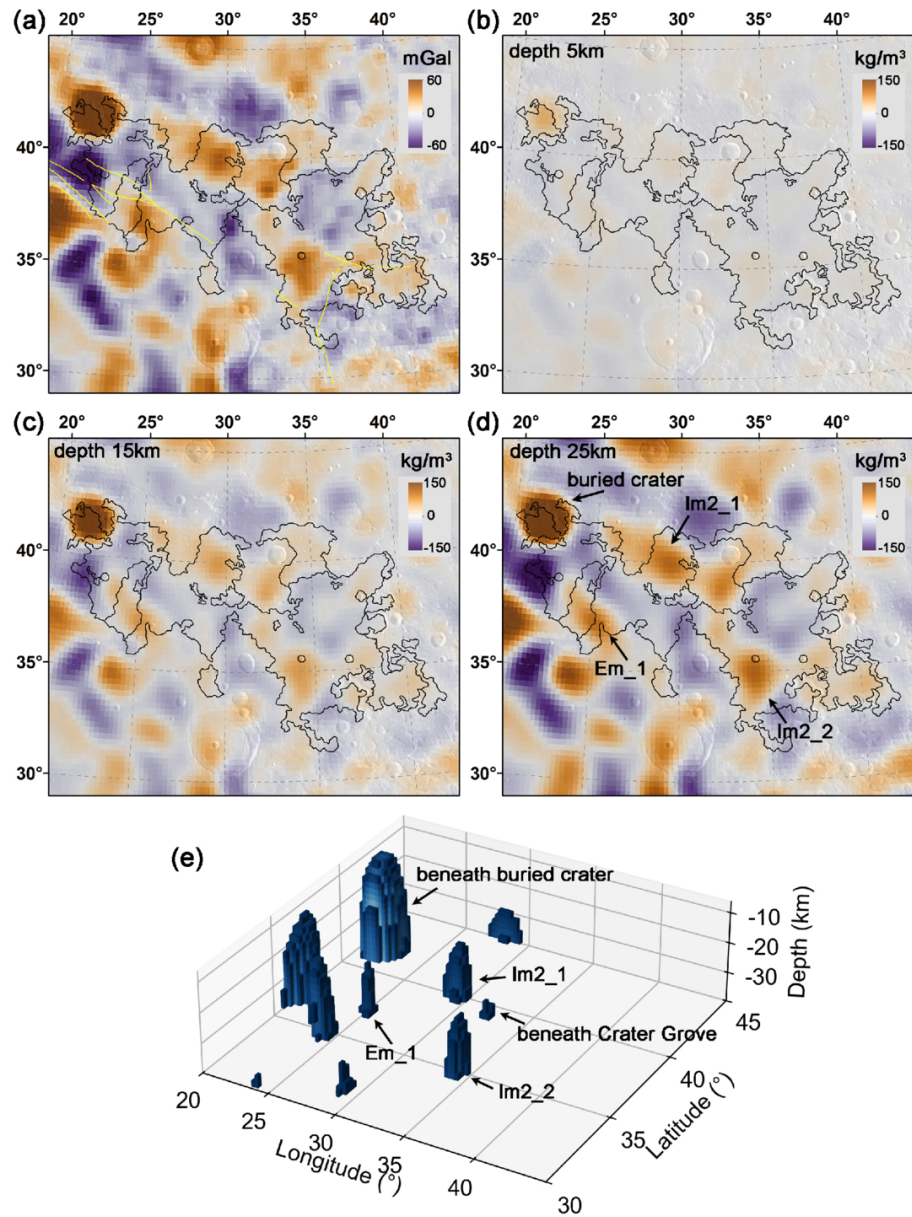 (a)
20° 25° 30° 35° 40°
mGal
60
0
-60
40°
35°
30°
(b)
20° 25° 30° 35° 40°
depth 5km
kg/m³
150
0
-150
40°
35°
30°
(c)
20° 25° 30° 35° 40°
depth 15km
kg/m³
150
0
-150
40°
35°
30°
(d)
20° 25° 30° 35° 40°
depth 25km
kg/m³
150
0
-150
buried crater
Im2_1
Em_1
Im2_2
40°
35°
30°
(e)
beneath buried crater
Im2_1
beneath Crater Grove
Em_1
Im2_2
-10
-20
-30
Depth (km)
20
25
30
35
40
Longitude (°)
30
35
40
45
Latitude (°)